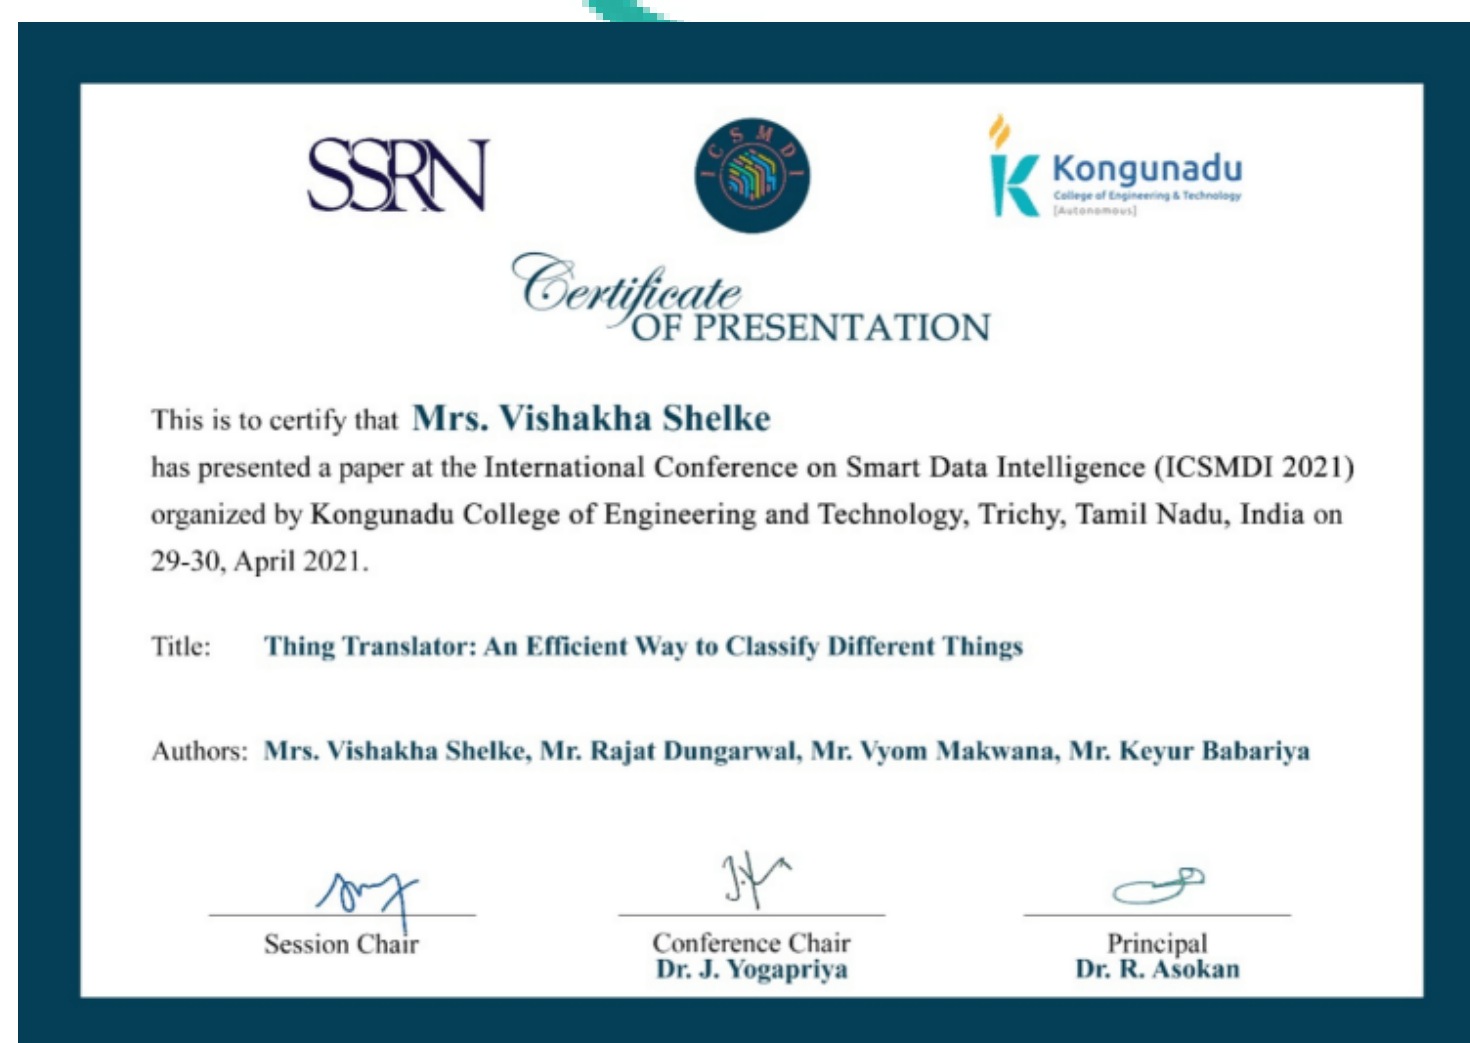 SSRN
ICSMDI
Kongunadu
College of Engineering & Technology
[Autonomous]
Certificate
OF PRESENTATION
This is to certify that Mrs. Vishakha Shelke
has presented a paper at the International Conference on Smart Data Intelligence (ICSMDI 2021)
organized by Kongunadu College of Engineering and Technology, Trichy, Tamil Nadu, India on
29-30, April 2021.
Title: Thing Translator: An Efficient Way to Classify Different Things
Authors: Mrs. Vishakha Shelke, Mr. Rajat Dungarwal, Mr. Vyom Makwana, Mr. Keyur Babariya
Session Chair
Conference Chair
Dr. J. Yogapriya
Principal
Dr. R. Asokan